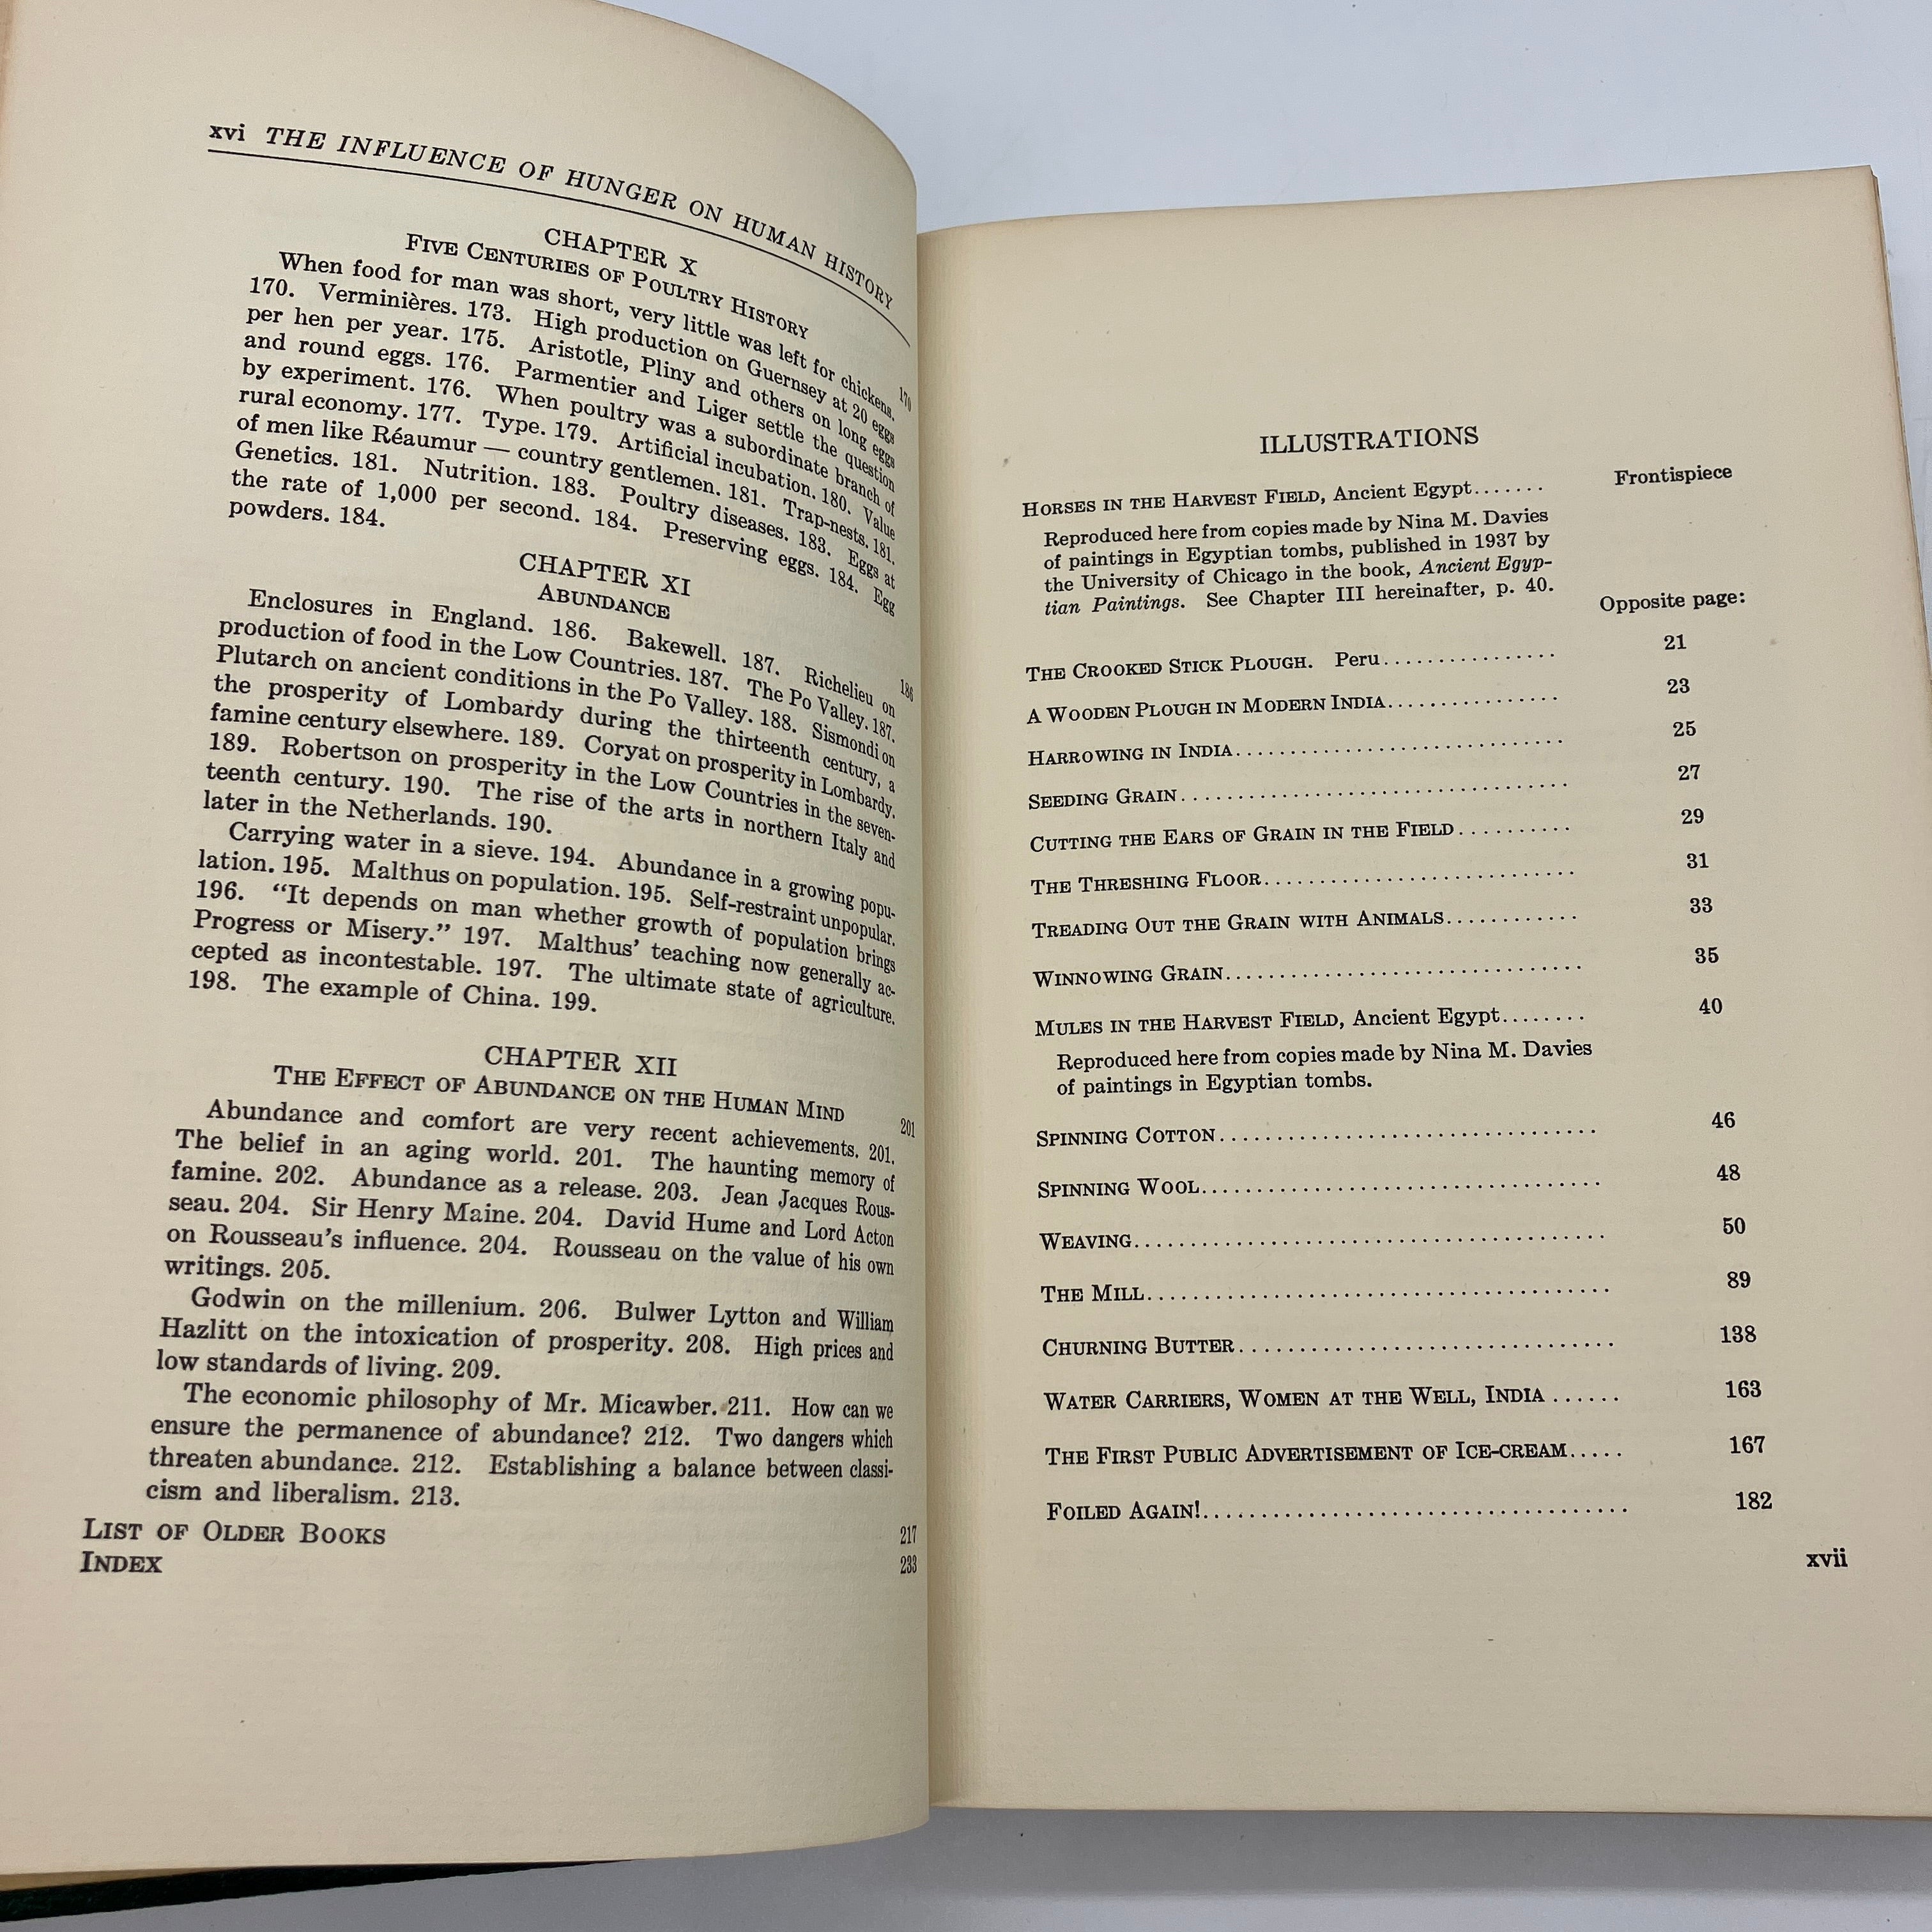 xvi THE INFLUENCE OF HUNGER ON HUMAN HISTORY
CHAPTER X
FIVE CENTURIES OF POULTRY HISTORY 170
When food for man was short, very little was left for chickens.
170. Verminières. 173. High production on Guernsey at 20 eggs
per hen per year. 175. Aristotle, Pliny and others on long eggs
and round eggs. 176. Parmentier and Liger settle the question
by experiment. 176. When poultry was a subordinate branch of
rural economy. 177. Type. 179. Artificial incubation. 180. Value
of men like Réaumur — country gentlemen. 181. Trap-nests. 181.
Genetics. 181. Nutrition. 183. Poultry diseases. 183. Eggs at
the rate of 1,000 per second. 184. Preserving eggs. 184. Egg
powders. 184.
CHAPTER XI
ABUNDANCE 186
Enclosures in England. 186. Bakewell. 187. Richelieu on
production of food in the Low Countries. 187. The Po Valley. 187.
Plutarch on ancient conditions in the Po Valley. 188. Sismondi on
the prosperity of Lombardy during the thirteenth century, a
famine century elsewhere. 189. Coryat on prosperity in Lombardy.
189. Robertson on prosperity in the Low Countries in the seven-
teenth century. 190. The rise of the arts in northern Italy and
later in the Netherlands. 190.
Carrying water in a sieve. 194. Abundance in a growing popu-
lation. 195. Malthus on population. 195. Self-restraint unpopular.
196. "It depends on man whether growth of population brings
Progress or Misery." 197. Malthus' teaching now generally ac-
cepted as incontestable. 197. The ultimate state of agriculture.
198. The example of China. 199.
CHAPTER XII
THE EFFECT OF ABUNDANCE ON THE HUMAN MIND 201
Abundance and comfort are very recent achievements. 201.
The belief in an aging world. 201. The haunting memory of
famine. 202. Abundance as a release. 203. Jean Jacques Rous-
seau. 204. Sir Henry Maine. 204. David Hume and Lord Acton
on Rousseau's influence. 204. Rousseau on the value of his own
writings. 205.
Godwin on the millenium. 206. Bulwer Lytton and William
Hazlitt on the intoxication of prosperity. 208. High prices and
low standards of living. 209.
The economic philosophy of Mr. Micawber. 211. How can we
ensure the permanence of abundance? 212. Two dangers which
threaten abundance. 212. Establishing a balance between classi-
cism and liberalism. 213.
LIST OF OLDER BOOKS 217
INDEX 233
ILLUSTRATIONS
HORSES IN THE HARVEST FIELD, Ancient Egypt....... Frontispiece
Reproduced here from copies made by Nina M. Davies
of paintings in Egyptian tombs, published in 1937 by
the University of Chicago in the book, Ancient Egyp-
tian Paintings. See Chapter III hereinafter, p. 40.
Opposite page:
THE CROOKED STICK PLOUGH. Peru................ 21
A WOODEN PLOUGH IN MODERN INDIA................ 23
HARROWING IN INDIA.............................. 25
SEEDING GRAIN................................... 27
CUTTING THE EARS OF GRAIN IN THE FIELD.......... 29
THE THRESHING FLOOR............................ 31
TREADING OUT THE GRAIN WITH ANIMALS............ 33
WINNOWING GRAIN................................ 35
MULES IN THE HARVEST FIELD, Ancient Egypt........ 40
Reproduced here from copies made by Nina M. Davies
of paintings in Egyptian tombs.
SPINNING COTTON................................. 46
SPINNING WOOL.................................... 48
WEAVING.......................................... 50
THE MILL......................................... 89
CHURNING BUTTER................................. 138
WATER CARRIERS, WOMEN AT THE WELL, INDIA ...... 163
THE FIRST PUBLIC ADVERTISEMENT OF ICE-CREAM..... 167
FOILED AGAIN!..................................... 182
xvii